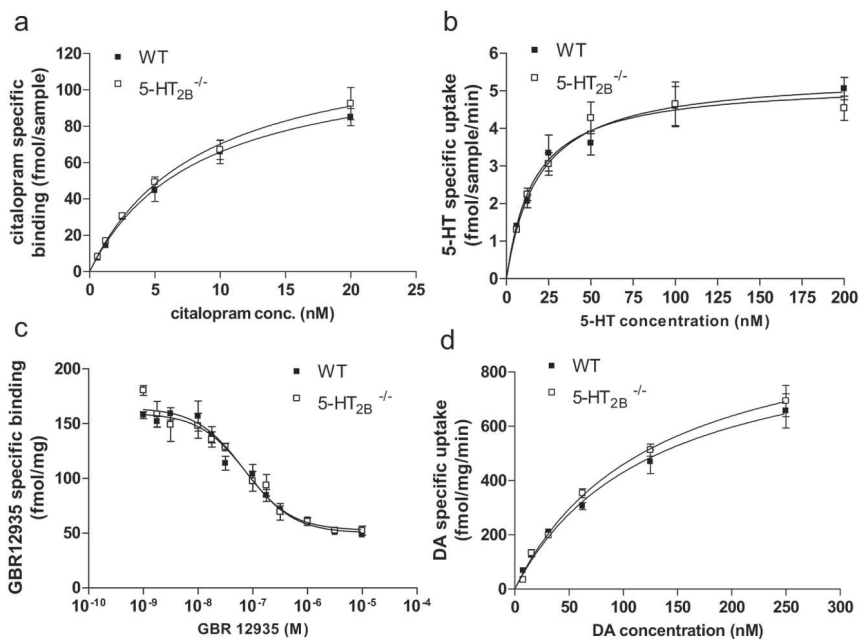 a
WT
5-HT2B-/-
citalopram specific
binding (fmol/sample)
120
100
80
60
40
20
0
0 5 10 15 20 25
citalopram conc. (nM)
b
WT
5-HT2B-/-
5-HT specific uptake
(fmol/sample/min)
6
5
4
3
2
1
0
0 25 50 75 100 125 150 175 200
5-HT concentration (nM)
c
WT
5-HT2B -/-
GBR12935 specific binding
(fmol/mg)
200
150
100
50
0
10-10 10-9 10-8 10-7 10-6 10-5 10-4
GBR 12935 (M)
d
WT
5-HT2B -/-
DA specific uptake
(fmol/mg/min)
800
600
400
200
0
0 50 100 150 200 250 300
DA concentration (nM)